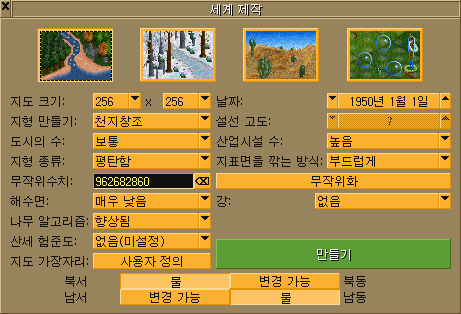 세계 제작
지도 크기: 256 x 256 날짜: 1950년 1월 1일
지형 만들기: 천지창조 설선 고도: ?
도시의 수: 보통 산업시설 수: 높음
지형 종류: 평탄함 지표면을 깎는 방식: 부드럽게
무작위수치: 962682860 무작위화
해수면: 매우 낮음 강: 없음
나무 알고리즘: 향상됨
산세 험준도: 없음(미설정) 만들기
지도 가장자리: 사용자 정의
북서 물 변경 가능 북동
남서 변경 가능 물 남동